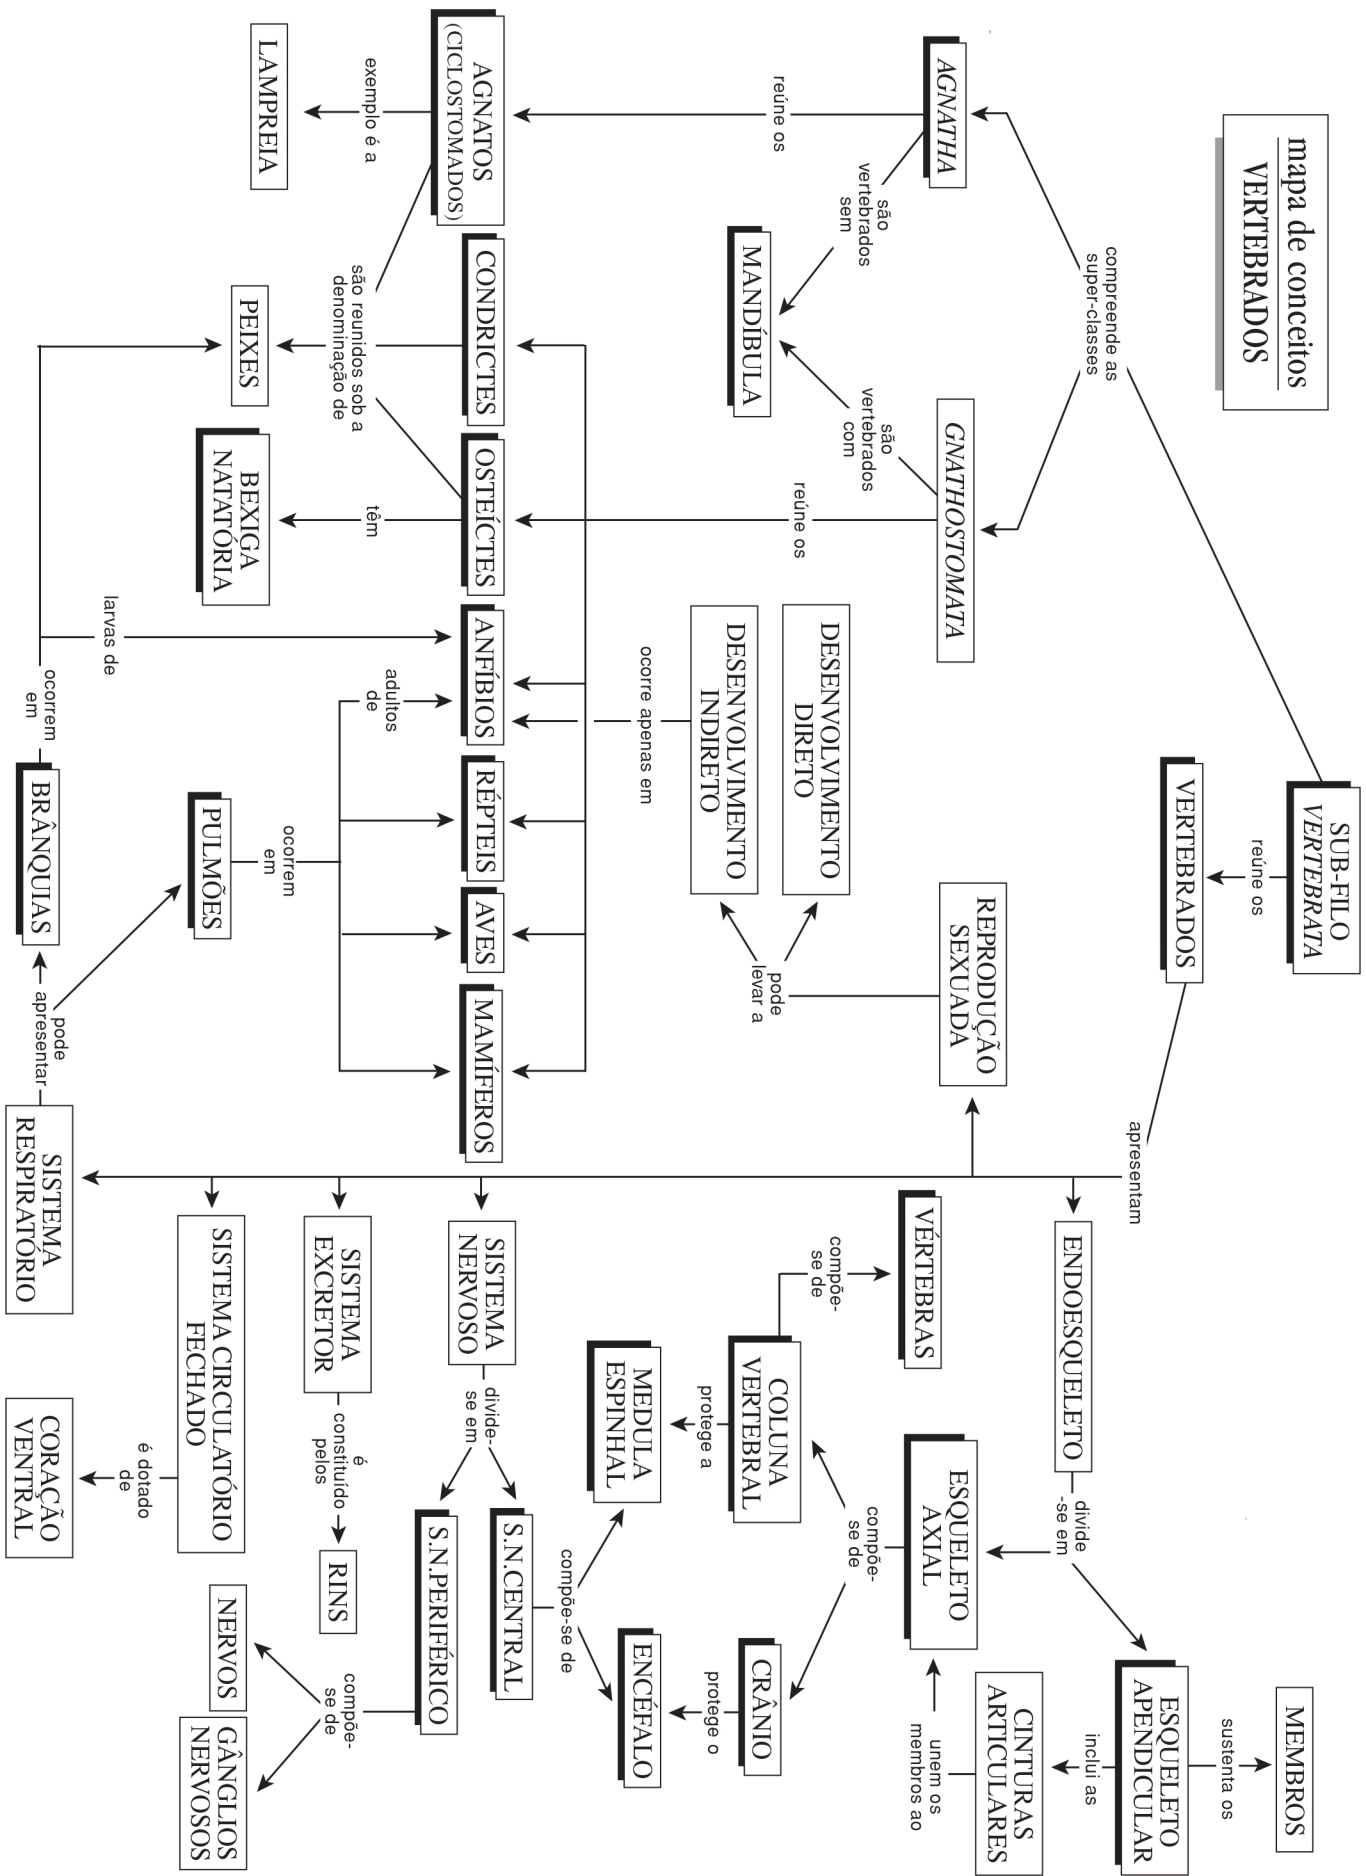 mapa de conceitos
VERTEBRADOS
SUB-FILO
VERTEBRATA
reúne os
VERTEBRADOS
compreende as
super-classes
AGNATHA
GNATHOSTOMATA
são
vertebrados
sem
são
vertebrados
com
MANDÍBULA
reúne os
reúne os
AGNATOS
(CICLOSTOMADOS)
CONDRICTES
OSTEÍCTES
ANFÍBIOS
RÉPTEIS
AVES
MAMÍFEROS
exemplo é a
LAMPREIA
são reunidos sob a
denominação de
PEIXES
têm
BEXIGA
NATATÓRIA
DESENVOLVIMENTO
DIRETO
DESENVOLVIMENTO
INDIRETO
ocorre apenas em
pode
levar a
REPRODUÇÃO
SEXUADA
adultos
de
larvas de
ocorrem
em
ocorrem
em
PULMÕES
BRÂNQUIAS
pode
apresentar
SISTEMA
RESPIRATÓRIO
apresentam
ENDOESQUELETO
divide
-se em
ESQUELETO
APENDICULAR
sustenta os
MEMBROS
inclui as
CINTURAS
ARTICULARES
unem os
membros ao
ESQUELETO
AXIAL
compõe-
se de
COLUNA
VERTEBRAL
CRÂNIO
compõe-
se de
VÉRTEBRAS
protege a
protege o
MEDULA
ESPINHAL
ENCÉFALO
compõe-se de
SISTEMA
NERVOSO
divide-
se em
S.N.CENTRAL
S.N.PERIFÉRICO
compõe-
se de
NERVOS
GÂNGLIOS
NERVOSOS
SISTEMA
EXCRETOR
é
constituído
pelos
RINS
SISTEMA CIRCULATÓRIO
FECHADO
é dotado
de
CORAÇÃO
VENTRAL